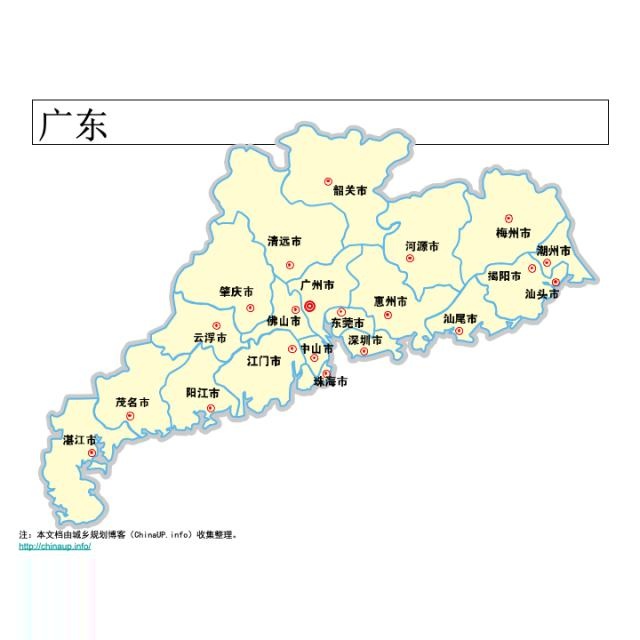 广东
韶关市
梅州市
清远市
河源市
潮州市
揭阳市
广州市
肇庆市
汕头市
惠州市
佛山市
东莞市
汕尾市
云浮市
深圳市
中山市
江门市
珠海市
阳江市
茂名市
湛江市
注: 本文档由城乡规划博客（ChinaUP.info）收集整理。
http://chinaup.info/